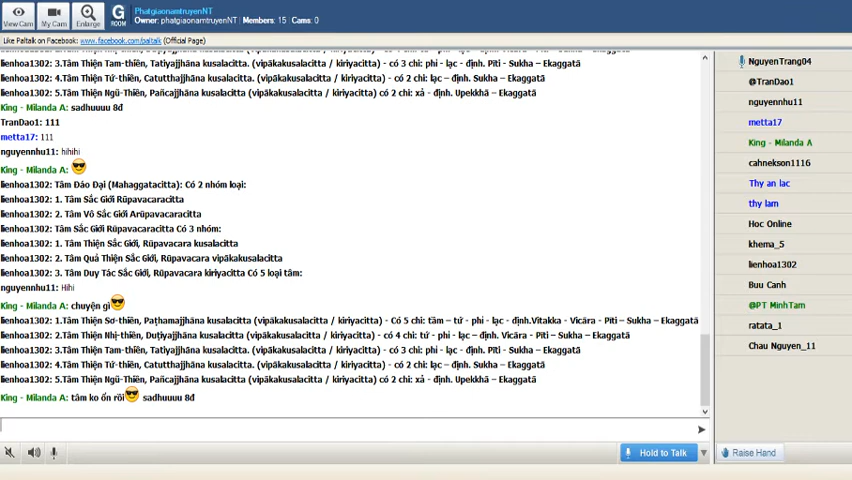 View Cam
My Cam
Enlarge
G
ROOM
PhatgiaonamtruyenNT
Owner: phatgiaonamtruyenNT | Members: 15 | Cams: 0
Like Paltalk on Facebook: www.facebook.com/paltalk (Official Page)
lienhoa1302: 3.Tâm Thiện Tam-thiền, Tatiyajjhāna kusalacitta. (vipākakusalacitta / kiriyacitta) - có 3 chi: phỉ - lạc - định. Pīti - Sukha – Ekaggatā
lienhoa1302: 4.Tâm Thiện Tứ-thiền, Catutthajjhāna kusalacitta. (vipākakusalacitta / kiriyacitta) - có 2 chi: lạc – định. Sukha – Ekaggatā
lienhoa1302: 5.Tâm Thiện Ngũ-thiền, Pañcajjhāna kusalacitta (vipākakusalacitta / kiriyacitta) có 2 chi: xả - định. Upekkhā – Ekaggatā
King - Milanda A: sadhuuuu 8đ
TranDao1: 111
metta17: 111
nguyennhu11: hihihi
King - Milanda A:
lienhoa1302: Tâm Đáo Đại (Mahaggatacitta): Có 2 nhóm loại:
lienhoa1302: 1. Tâm Sắc Giới Rūpavacaracitta
lienhoa1302: 2. Tâm Vô Sắc Giới Arūpavacaracitta
lienhoa1302: Tâm Sắc Giới Rūpavacaracitta Có 3 nhóm:
lienhoa1302: 1. Tâm Thiện Sắc Giới, Rūpavacara kusalacitta
lienhoa1302: 2. Tâm Quả Thiện Sắc Giới, Rūpavacara vipākakusalacitta
lienhoa1302: 3. Tâm Duy Tác Sắc Giới, Rūpavacara kiriyacitta Có 5 loại tâm:
nguyennhu11: Hihi
King - Milanda A: chuyện gì
lienhoa1302: 1.Tâm Thiện Sơ-thiền, Paṭhamajjhāna kusalacitta (vipākakusalacitta / kiriyacitta) - Có 5 chi: tầm – tứ - phỉ - lạc - định.Vitakka - Vicāra - Pīti – Sukha – Ekaggatā
lienhoa1302: 2.Tâm Thiện Nhị-thiền, Duṭiyajjhāna kusalacitta (vipākakusalacitta / kiriyacitta) - có 4 chi: tứ - phỉ - lạc – định. Vicāra - Pīti – Sukha – Ekaggatā
lienhoa1302: 3.Tâm Thiện Tam-thiền, Tatiyajjhāna kusalacitta. (vipākakusalacitta / kiriyacitta) - có 3 chi: phỉ - lạc - định. Pīti - Sukha – Ekaggatā
lienhoa1302: 4.Tâm Thiện Tứ-thiền, Catutthajjhāna kusalacitta. (vipākakusalacitta / kiriyacitta) - có 2 chi: lạc – định. Sukha – Ekaggatā
lienhoa1302: 5.Tâm Thiện Ngũ-thiền, Pañcajjhāna kusalacitta (vipākakusalacitta / kiriyacitta) có 2 chi: xả - định. Upekkhā – Ekaggatā
King - Milanda A: tâm ko ổn rồi sadhuuuu 8đ
Hold to Talk
NguyenTrang04
@TranDao1
nguyennhu11
metta17
King - Milanda A
cahnekson1116
Thy an lac
thy lam
Hoc Online
khema_5
lienhoa1302
Buu Canh
@PT MinhTam
ratata_1
Chau Nguyen_11
Raise Hand